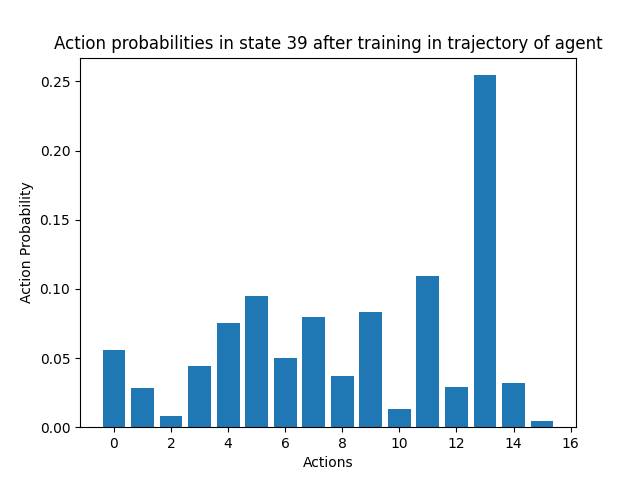 Action probabilities in state 39 after training in trajectory of agent
0.25
0.20
0.15
0.10
0.05
0.00
Action Probability
0 2 4 6 8 10 12 14 16
Actions